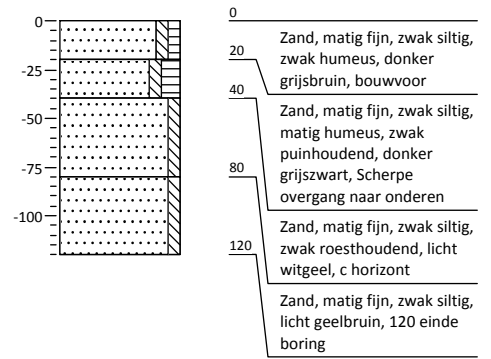 0
-25
-50
-75
-100
0
Zand, matig fijn, zwak siltig,
zwak humeus, donker
grijsbruin, bouwvoor
20
Zand, matig fijn, zwak siltig,
matig humeus, zwak
puinhoudend, donker
grijszwart, Scherpe
overgang naar onderen
40
Zand, matig fijn, zwak siltig,
zwak roesthoudend, licht
witgeel, c horizont
80
Zand, matig fijn, zwak siltig,
licht geelbruin, 120 einde
boring
120